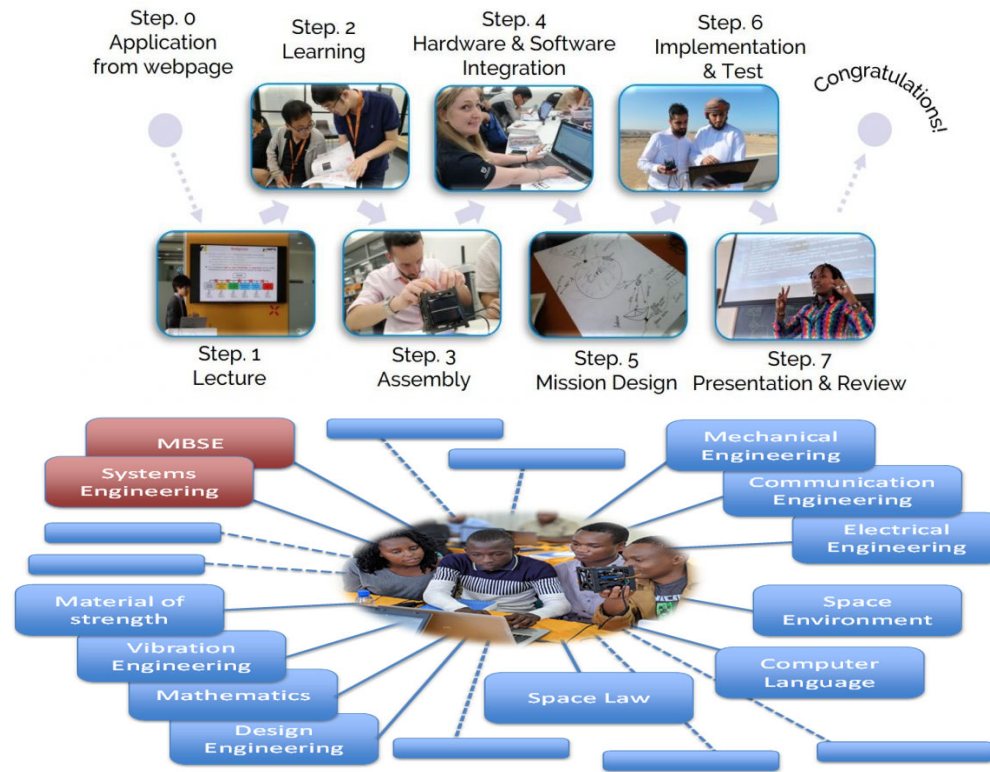 Step. 0
Application
from webpage
Step. 2
Learning
Step. 4
Hardware & Software
Integration
Step. 6
Implementation
& Test
Congratulations!
Step. 1
Lecture
Step. 3
Assembly
Step. 5
Mission Design
Step. 7
Presentation & Review
MBSE
Systems
Engineering
Mechanical
Engineering
Communication
Engineering
Electrical
Engineering
Material of
strength
Vibration
Engineering
Mathematics
Design
Engineering
Space Law
Space
Environment
Computer
Language